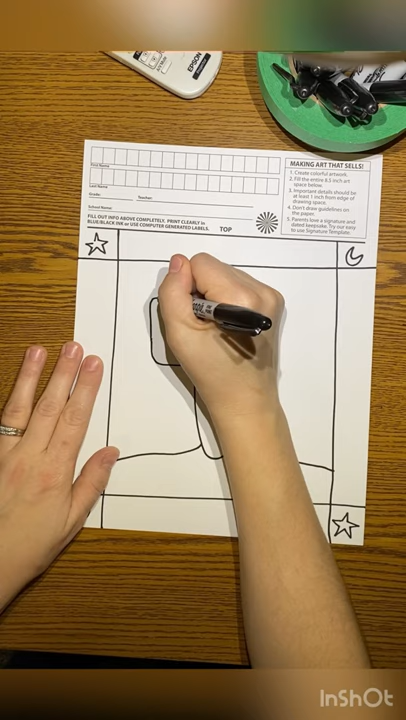 EPSON
MAKING ART THAT SELLS!
1. Create colorful artwork.
2. Fill the entire 8.5 inch art
space below.
3. Important details should be
at least 1 inch from edge of
drawing space.
4. Don't draw guidelines on
the paper.
5. Parents love a signature and
dated keepsake. Try our easy
to use Signature Template.
First Name
Last Name
Grade:
Teacher:
School Name:
FILL OUT INFO ABOVE COMPLETELY. PRINT CLEARLY in
BLUE/BLACK INK or USE COMPUTER GENERATED LABELS.
TOP
InShOt